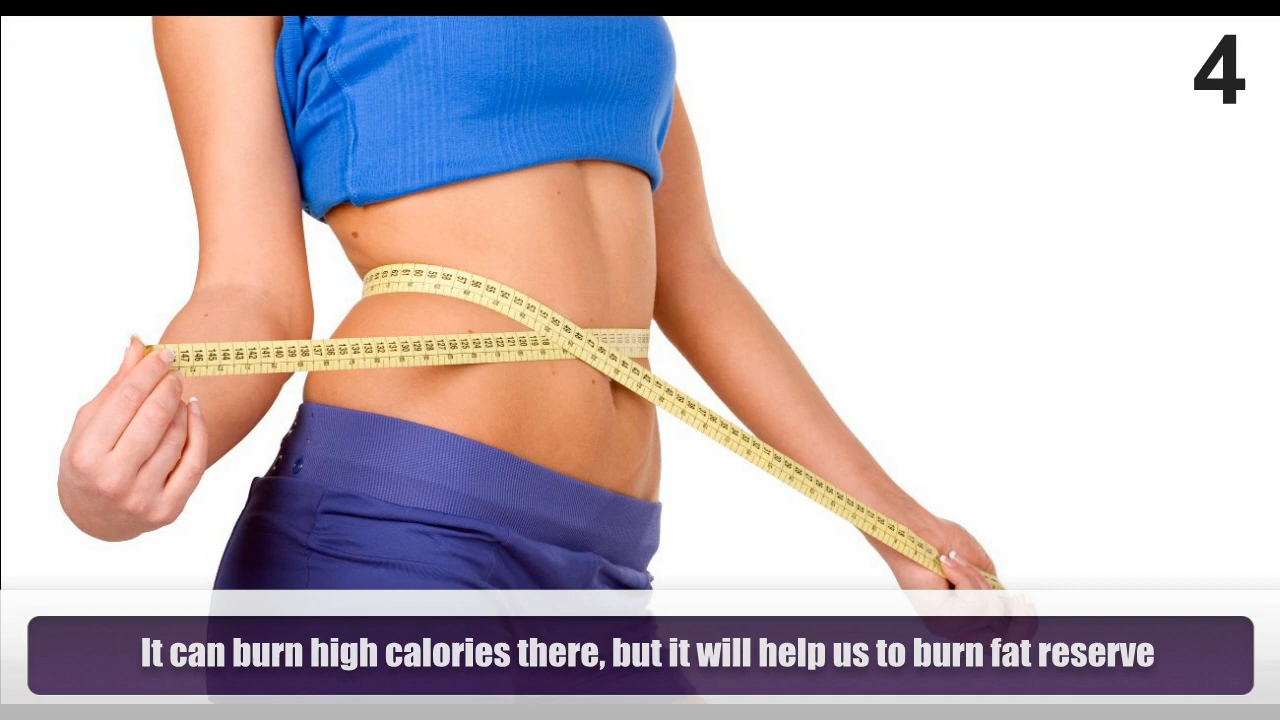 4
It can burn high calories there, but it will help us to burn fat reserve